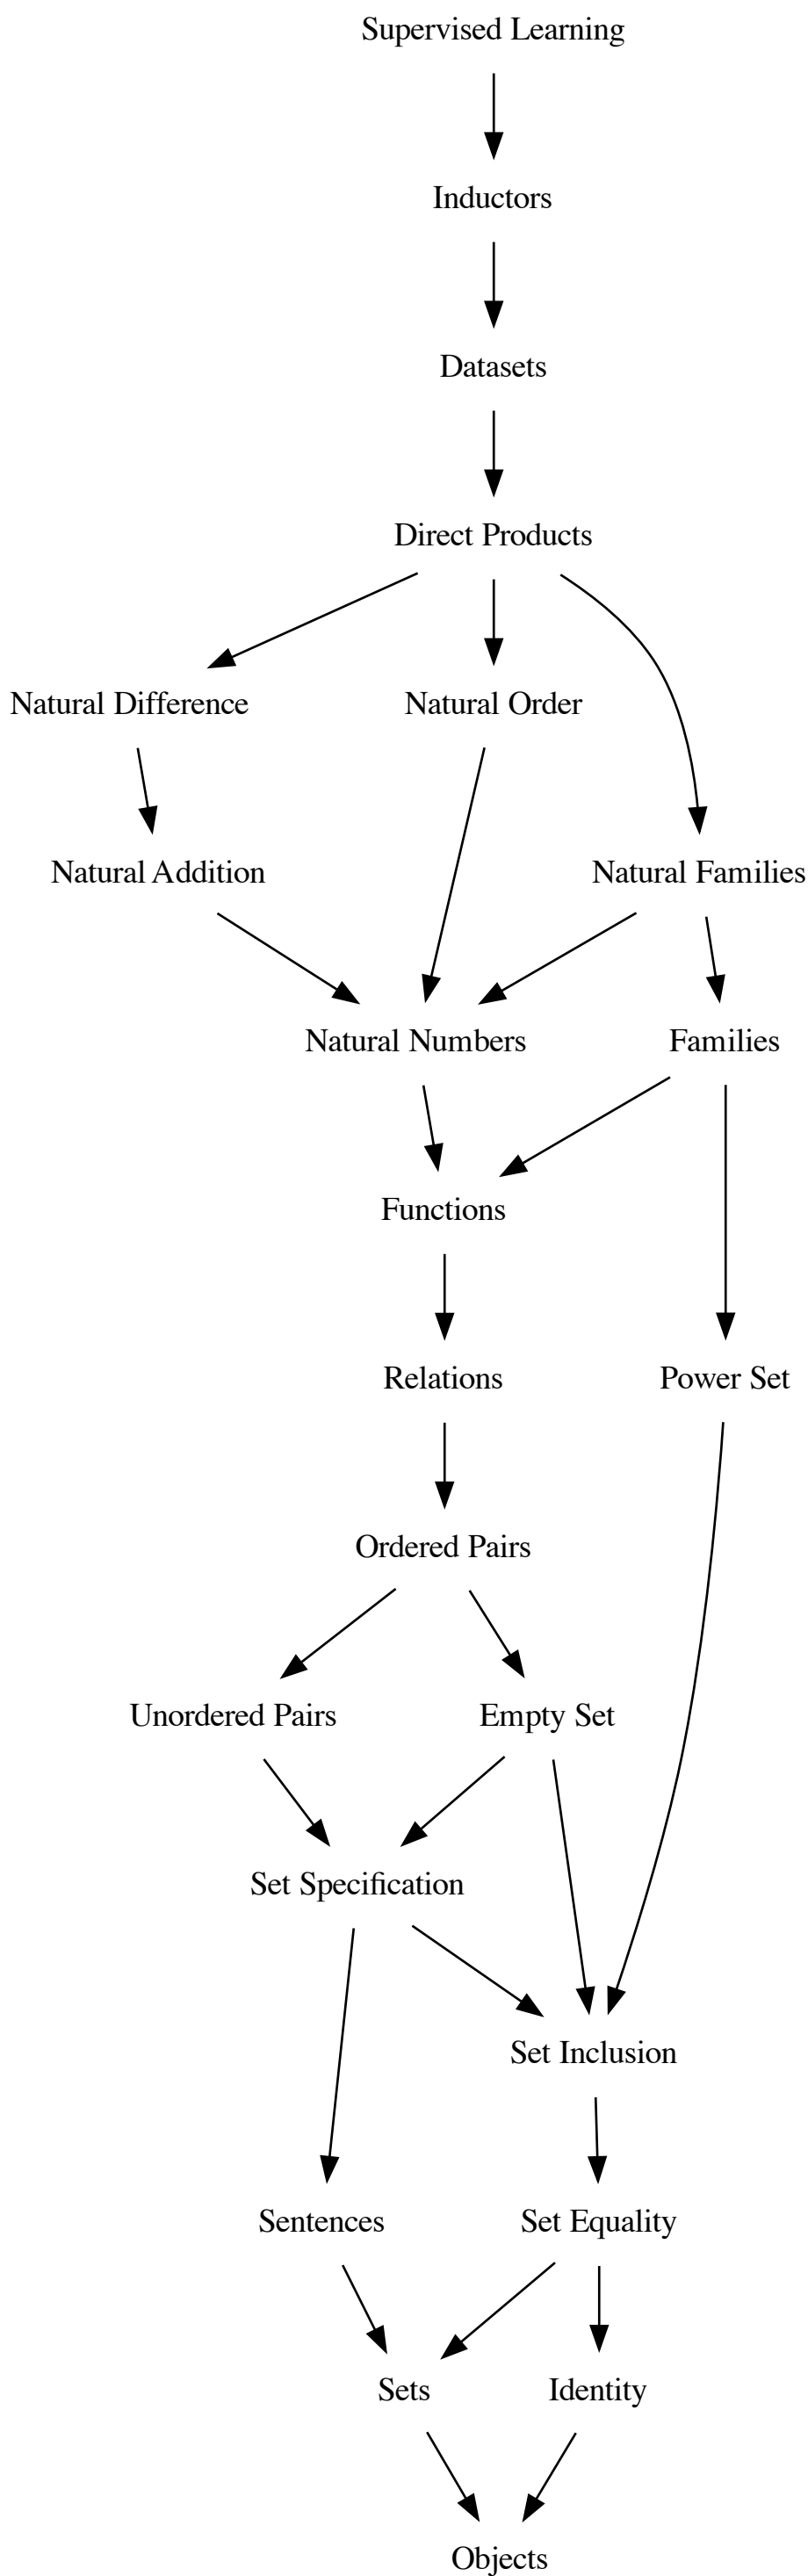 Supervised Learning
Inductors
Datasets
Direct Products
Natural Difference
Natural Order
Natural Addition
Natural Families
Natural Numbers
Families
Functions
Relations
Power Set
Ordered Pairs
Unordered Pairs
Empty Set
Set Specification
Set Inclusion
Sentences
Set Equality
Sets
Identity
Objects